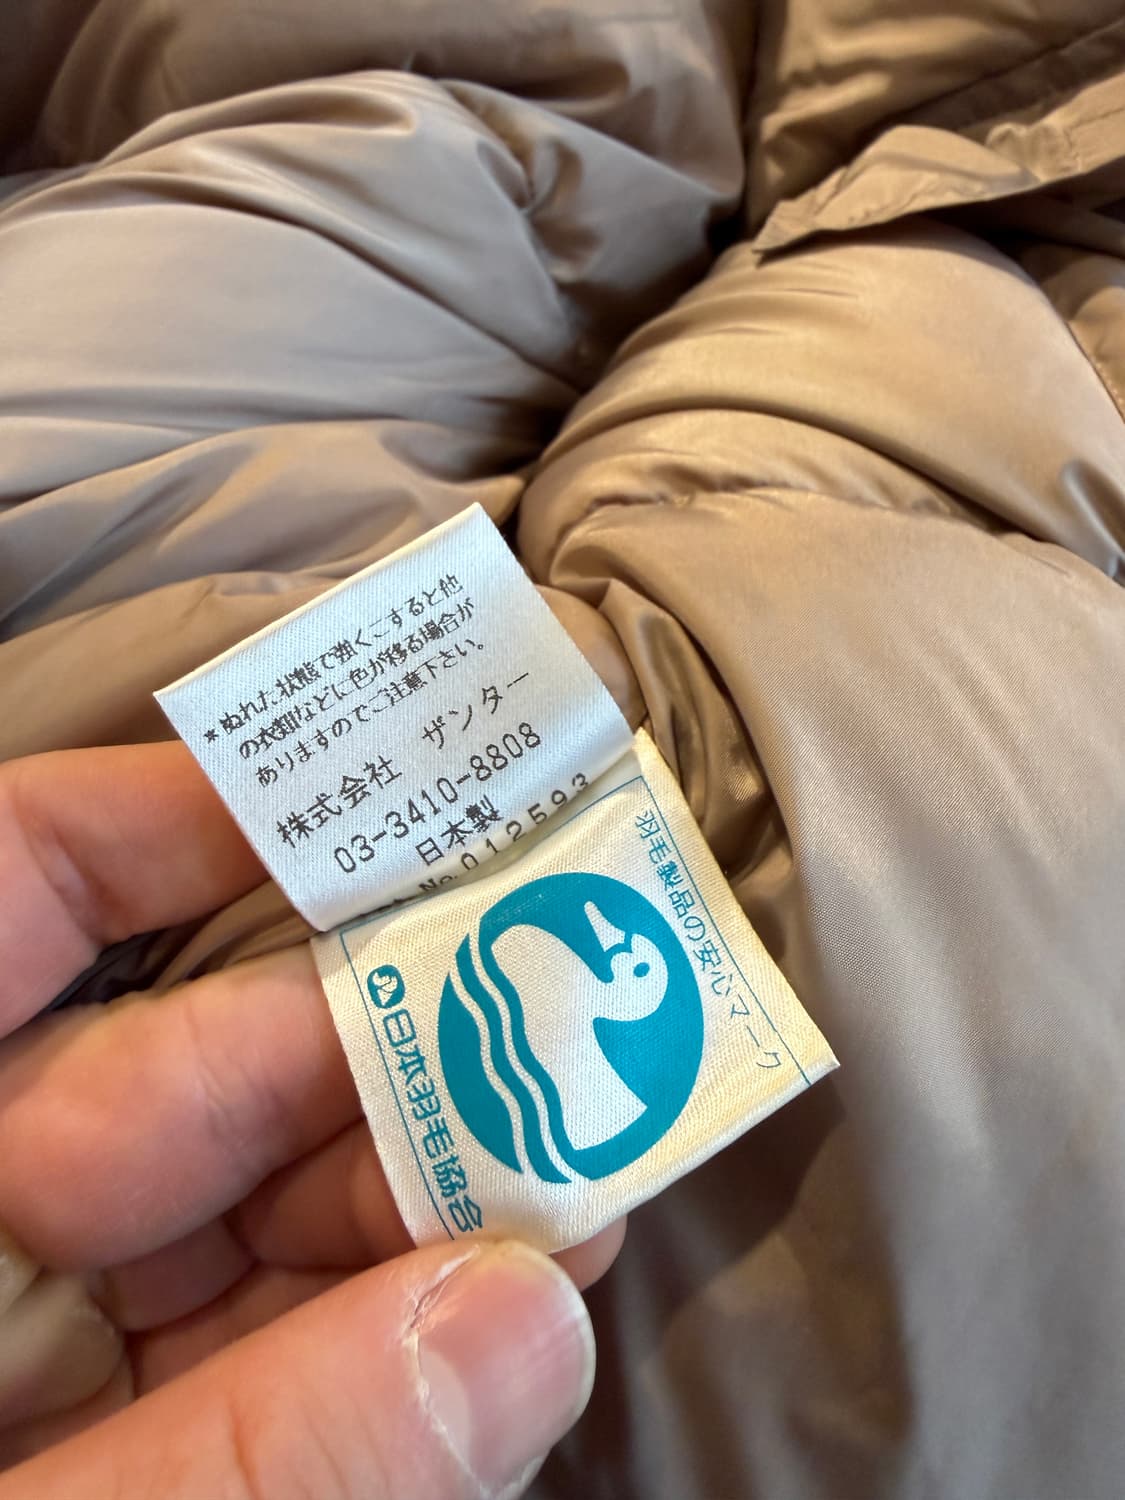 * ぬれた状態で強くこすると他
の衣類などに色が移る場合が
ありますのでご注意下さい。
株式会社 ザンター
03-3410-8808
日本製
No.012593
羽毛製品の安心マーク
日本羽毛協会